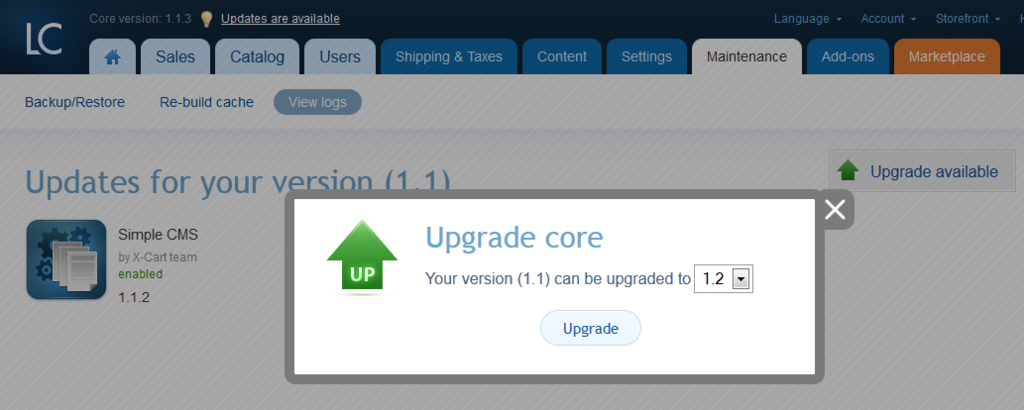 LC
Core version: 1.1.3 Updates are available
Language Account Storefront
Sales Catalog Users Shipping & Taxes Content Settings Maintenance Add-ons Marketplace
Backup/Restore Re-build cache View logs
Upgrade available
Updates for your version (1.1)
Simple CMS
by X-Cart team
enabled
1.1.2
UP
Upgrade core
Your version (1.1) can be upgraded to 1.2
Upgrade